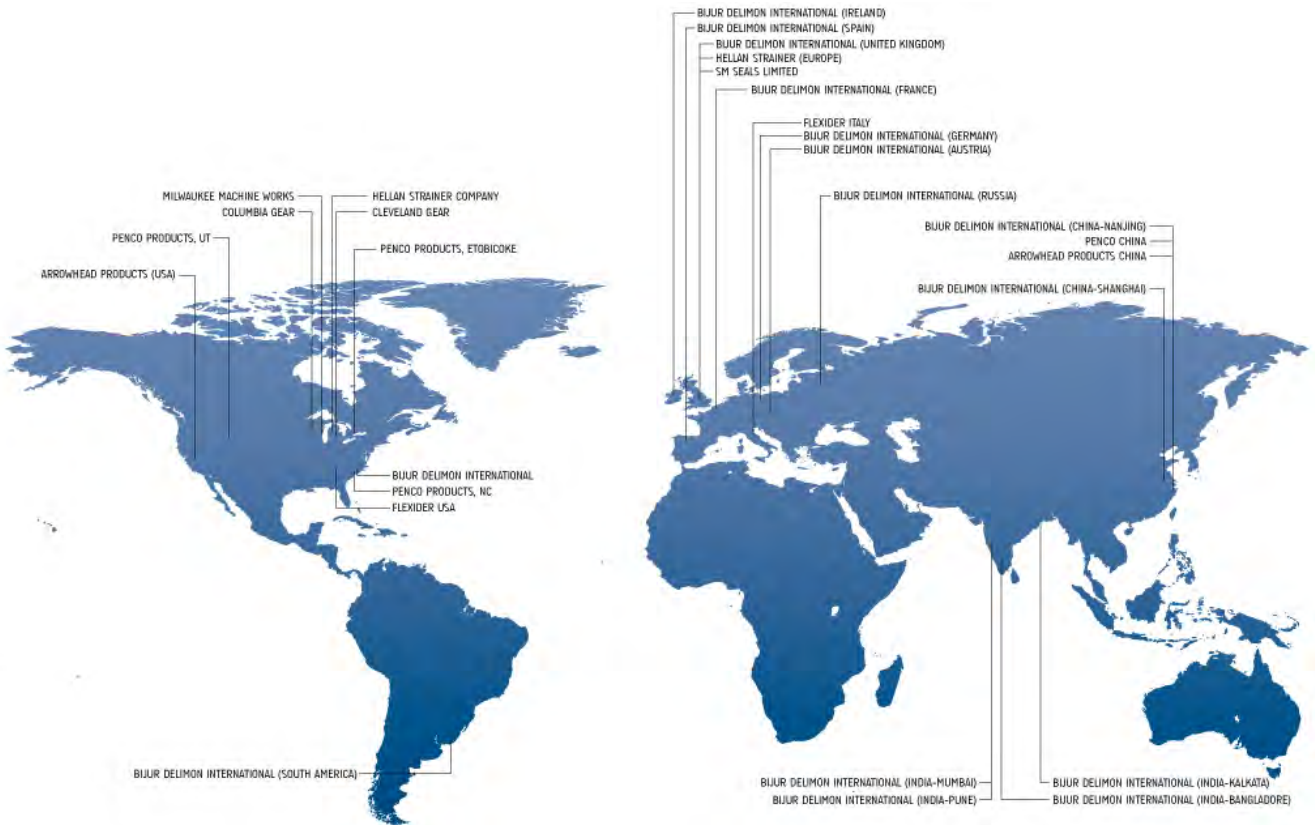 BIJUR DELIMON INTERNATIONAL (IRELAND)
BIJUR DELIMON INTERNATIONAL (SPAIN)
BIJUR DELIMON INTERNATIONAL (UNITED KINGDOM)
HELLAN STRAINER (EUROPE)
SM SEALS LIMITED
BIJUR DELIMON INTERNATIONAL (FRANCE)
FLEXIDER ITALY
BIJUR DELIMON INTERNATIONAL (GERMANY)
BIJUR DELIMON INTERNATIONAL (AUSTRIA)
MILWAUKEE MACHINE WORKS
HELLAN STRAINER COMPANY
BIJUR DELIMON INTERNATIONAL (RUSSIA)
COLUMBIA GEAR
CLEVELAND GEAR
BIJUR DELIMON INTERNATIONAL (CHINA-NANJING)
PENCO PRODUCTS, UT
PENCO CHINA
PENCO PRODUCTS, ETOBICOKE
ARROWHEAD PRODUCTS CHINA
ARROWHEAD PRODUCTS (USA)
BIJUR DELIMON INTERNATIONAL (CHINA-SHANGHAI)
BIJUR DELIMON INTERNATIONAL
PENCO PRODUCTS, NC
FLEXIDER USA
BIJUR DELIMON INTERNATIONAL (SOUTH AMERICA)
BIJUR DELIMON INTERNATIONAL (INDIA-MUMBAI)
BIJUR DELIMON INTERNATIONAL (INDIA-KALKATA)
BIJUR DELIMON INTERNATIONAL (INDIA-PUNE)
BIJUR DELIMON INTERNATIONAL (INDIA-BANGLADORE)